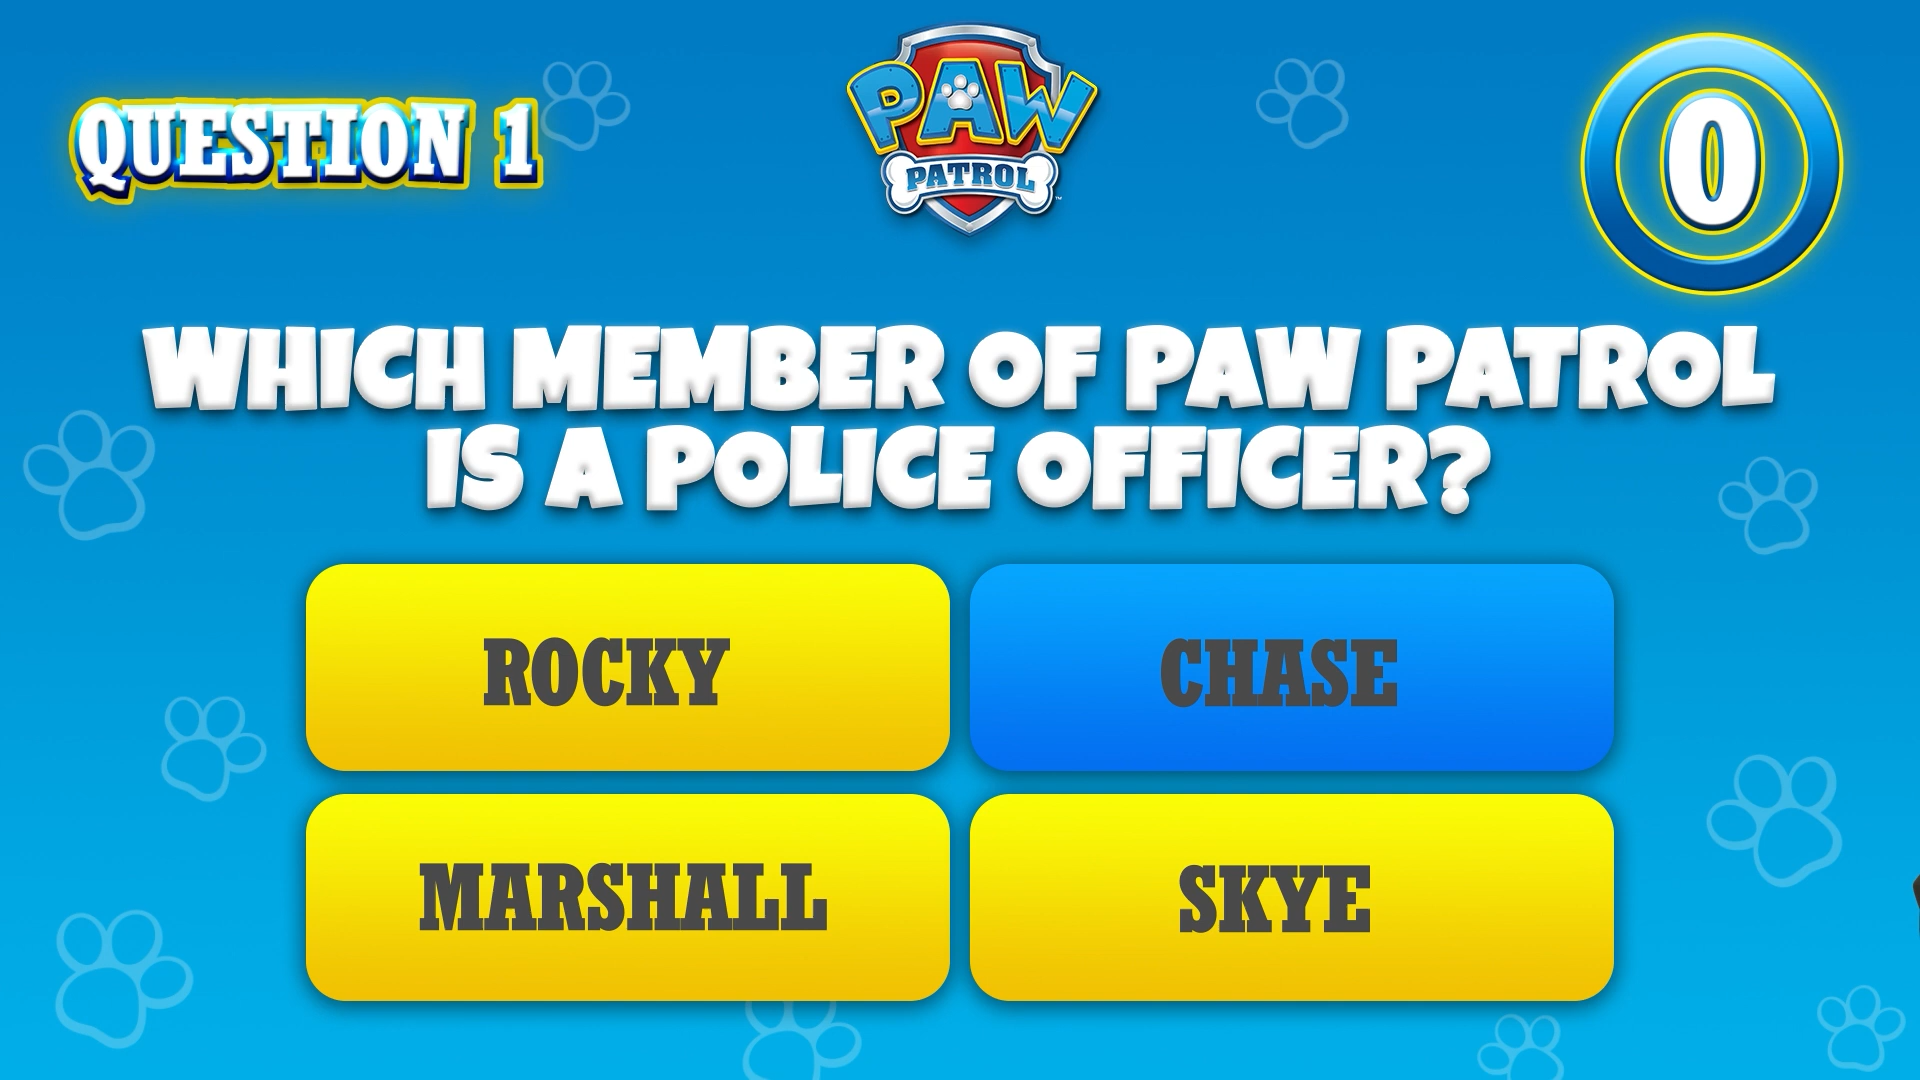 QUESTION 1
PAW
PATROL
0
WHICH MEMBER OF PAW PATROL
IS A POLICE OFFICER?
ROCKY
CHASE
MARSHALL
SKYE